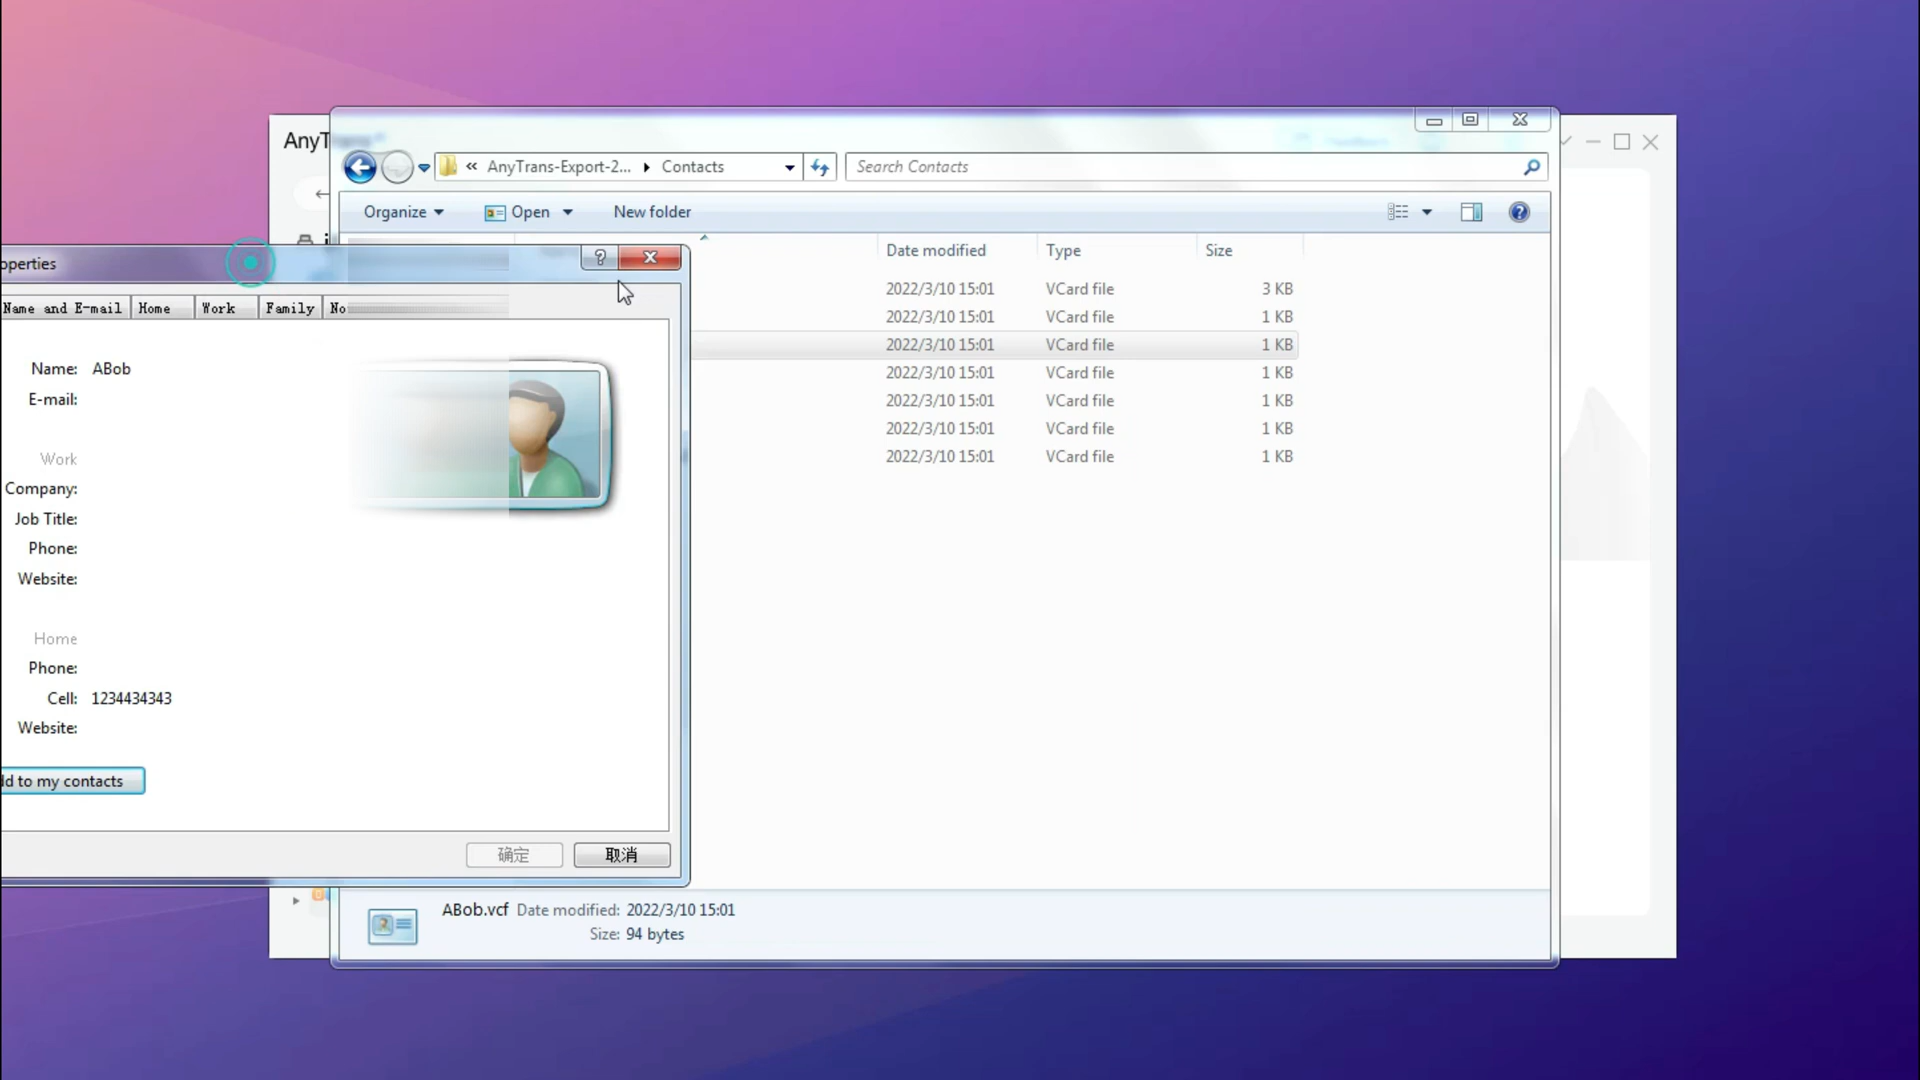 AnyT
« AnyTrans-Export-2... Contacts
Search Contacts
Organize
Open
New folder
operties
?
Date modified Type Size
Name and E-mail Home Work Family No
2022/3/10 15:01 VCard file 3 KB
2022/3/10 15:01 VCard file 1 KB
2022/3/10 15:01 VCard file 1 KB
2022/3/10 15:01 VCard file 1 KB
2022/3/10 15:01 VCard file 1 KB
2022/3/10 15:01 VCard file 1 KB
2022/3/10 15:01 VCard file 1 KB
Name: ABob
E-mail:
Work
Company:
Job Title:
Phone:
Website:
Home
Phone:
Cell: 1234434343
Website:
dd to my contacts
确定
取消
ABob.vcf Date modified: 2022/3/10 15:01
Size: 94 bytes